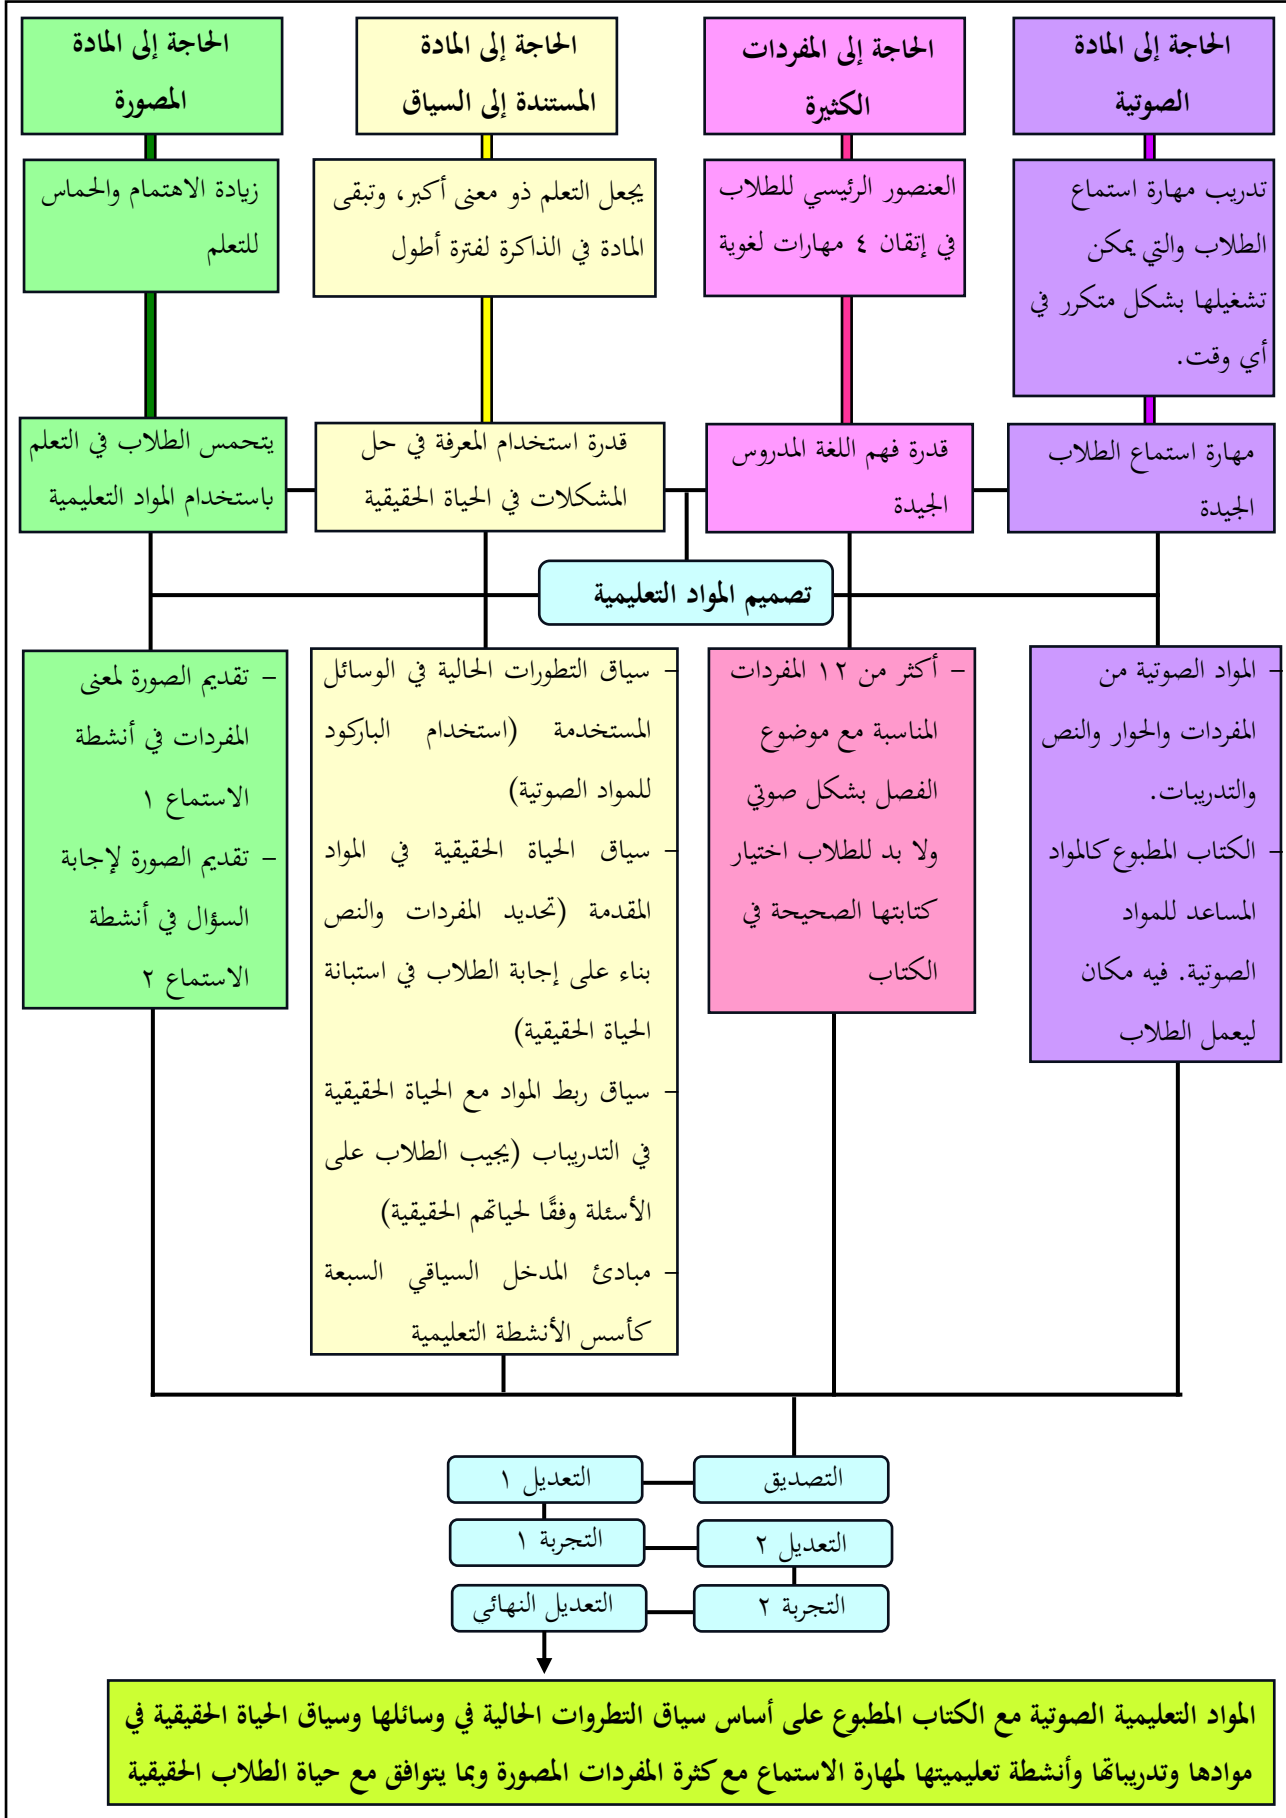 الحاجة إلى المادة
الصوتية
الحاجة إلى المفردات
الكثيرة
الحاجة إلى المادة
المستندة إلى السياق
الحاجة إلى المادة
المصورة
تدريب مهارة استماع
الطلاب والتي يمكن
تشغيلها بشكل متكرر في
أي وقت.
العنصور الرئيسي للطلاب
في إتقان ٤ مهارات لغوية
يجعل التعلم ذو معنى أكبر، وتبقى
المادة في الذاكرة لفترة أطول
زيادة الاهتمام والحماس
للتعلم
مهارة استماع الطلاب
الجيدة
قدرة فهم اللغة المدروس
الجيدة
قدرة استخدام المعرفة في حل
المشكلات في الحياة الحقيقية
يتحمس الطلاب في التعلم
باستخدام المواد التعليمية
تصميم المواد التعليمية
– المواد الصوتية من
المفردات والحوار والنص
والتدريبات.
– الكتاب المطبوع كالمواد
المساعد للمواد
الصوتية. فيه مكان
ليعمل الطلاب
– أكثر من ١٢ المفردات
المناسبة مع موضوع
الفصل بشكل صوتي
ولا بد للطلاب اختيار
كتابتها الصحيحة في
الكتاب
– سياق التطورات الحالية في الوسائل
المستخدمة (استخدام الباركود
للمواد الصوتية)
– سياق الحياة الحقيقية في المواد
المقدمة (تحديد المفردات والنص
بناء على إجابة الطلاب في استبانة
الحياة الحقيقية)
– سياق ربط المواد مع الحياة الحقيقية
في التدريباب (يجيب الطلاب على
الأسئلة وفقًا لحياتهم الحقيقية)
– مبادئ المدخل السياقي السبعة
كأسس الأنشطة التعليمية
– تقديم الصورة لمعنى
المفردات في أنشطة
الاستماع ١
– تقديم الصورة لإجابة
السؤال في أنشطة
الاستماع ٢
التصديق
التعديل ١
التعديل ٢
التجربة ١
التجربة ٢
التعديل النهائي
المواد التعليمية الصوتية مع الكتاب المطبوع على أساس سياق التطروات الحالية في وسائلها وسياق الحياة الحقيقية في
موادها وتدريباتها وأنشطة تعليميتها لمهارة الاستماع مع كثرة المفردات المصورة وبما يتوافق مع حياة الطلاب الحقيقية